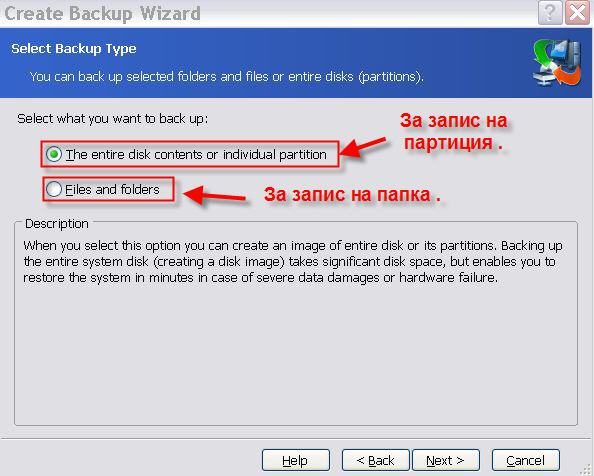 Create Backup Wizard
Select Backup Type
You can back up selected folders and files or entire disks (partitions).
Select what you want to back up:
The entire disk contents or individual partition
За запис на
партиция .
Files and folders
За запис на папка .
Description
When you select this option you can create an image of entire disk or its partitions. Backing up
the entire system disk (creating a disk image) takes significant disk space, but enables you to
restore the system in minutes in case of severe data damages or hardware failure.
Help
< Back
Next >
Cancel